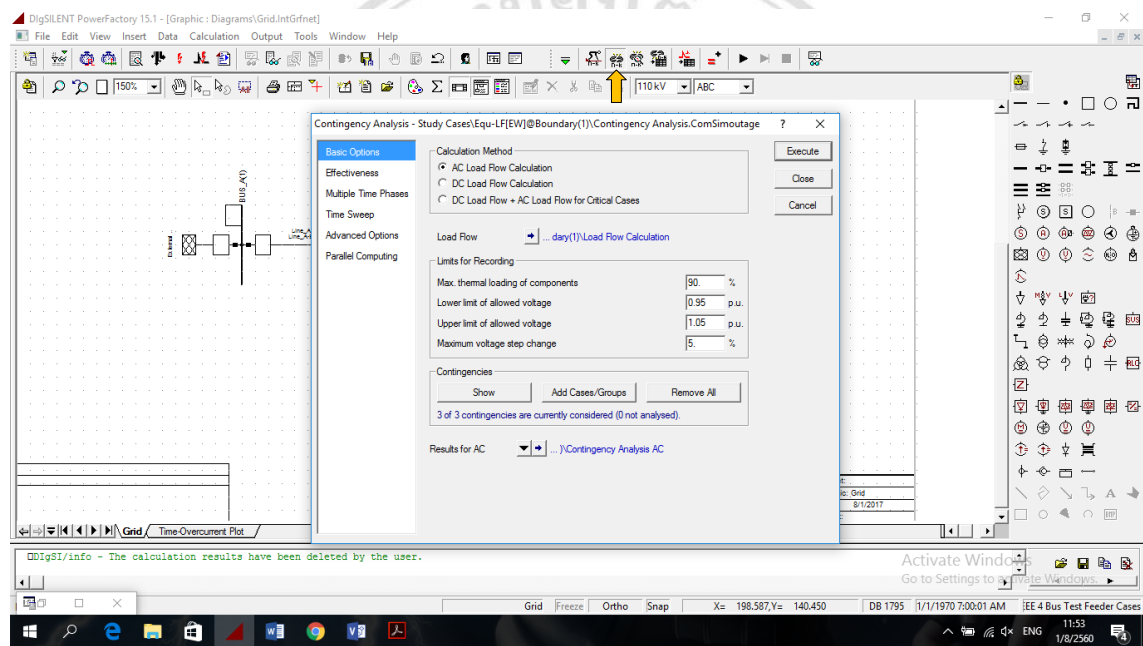 DIgSILENT PowerFactory 15.1 - [Graphic : Diagrams\Grid.IntGrfnet]
File Edit View Insert Data Calculation Output Tools Window Help
150%
110 kV
ABC
Contingency Analysis - Study Cases\Equ-LF[EW]@Boundary(1)\Contingency Analysis.ComSimoutage ? X
Basic Options
Effectiveness
Multiple Time Phases
Time Sweep
Advanced Options
Parallel Computing
Calculation Method
AC Load Flow Calculation
DC Load Flow Calculation
DC Load Flow + AC Load Flow for Critical Cases
Execute
Close
Cancel
Load Flow ... dary(1)\Load Flow Calculation
Limits for Recording
Max. thermal loading of components 90. %
Lower limit of allowed voltage 0.95 p.u.
Upper limit of allowed voltage 1.05 p.u.
Maximum voltage step change 5. %
Contingencies
Show Add Cases/Groups Remove All
3 of 3 contingencies are currently considered (0 not analysed).
Results for AC ... )\Contingency Analysis AC
BUS_A(1)
8/1/2017
Grid Time-Overcurrent Plot
DIgSI/info - The calculation results have been deleted by the user.
Activate Windows
Go to Settings to activate Windows.
Grid Freeze Ortho Snap X= 198.587,Y= 140.450 DB 1795 1/1/1970 7:00:01 AM EEE 4 Bus Test Feeder Cases
ENG
11:53
1/8/2560